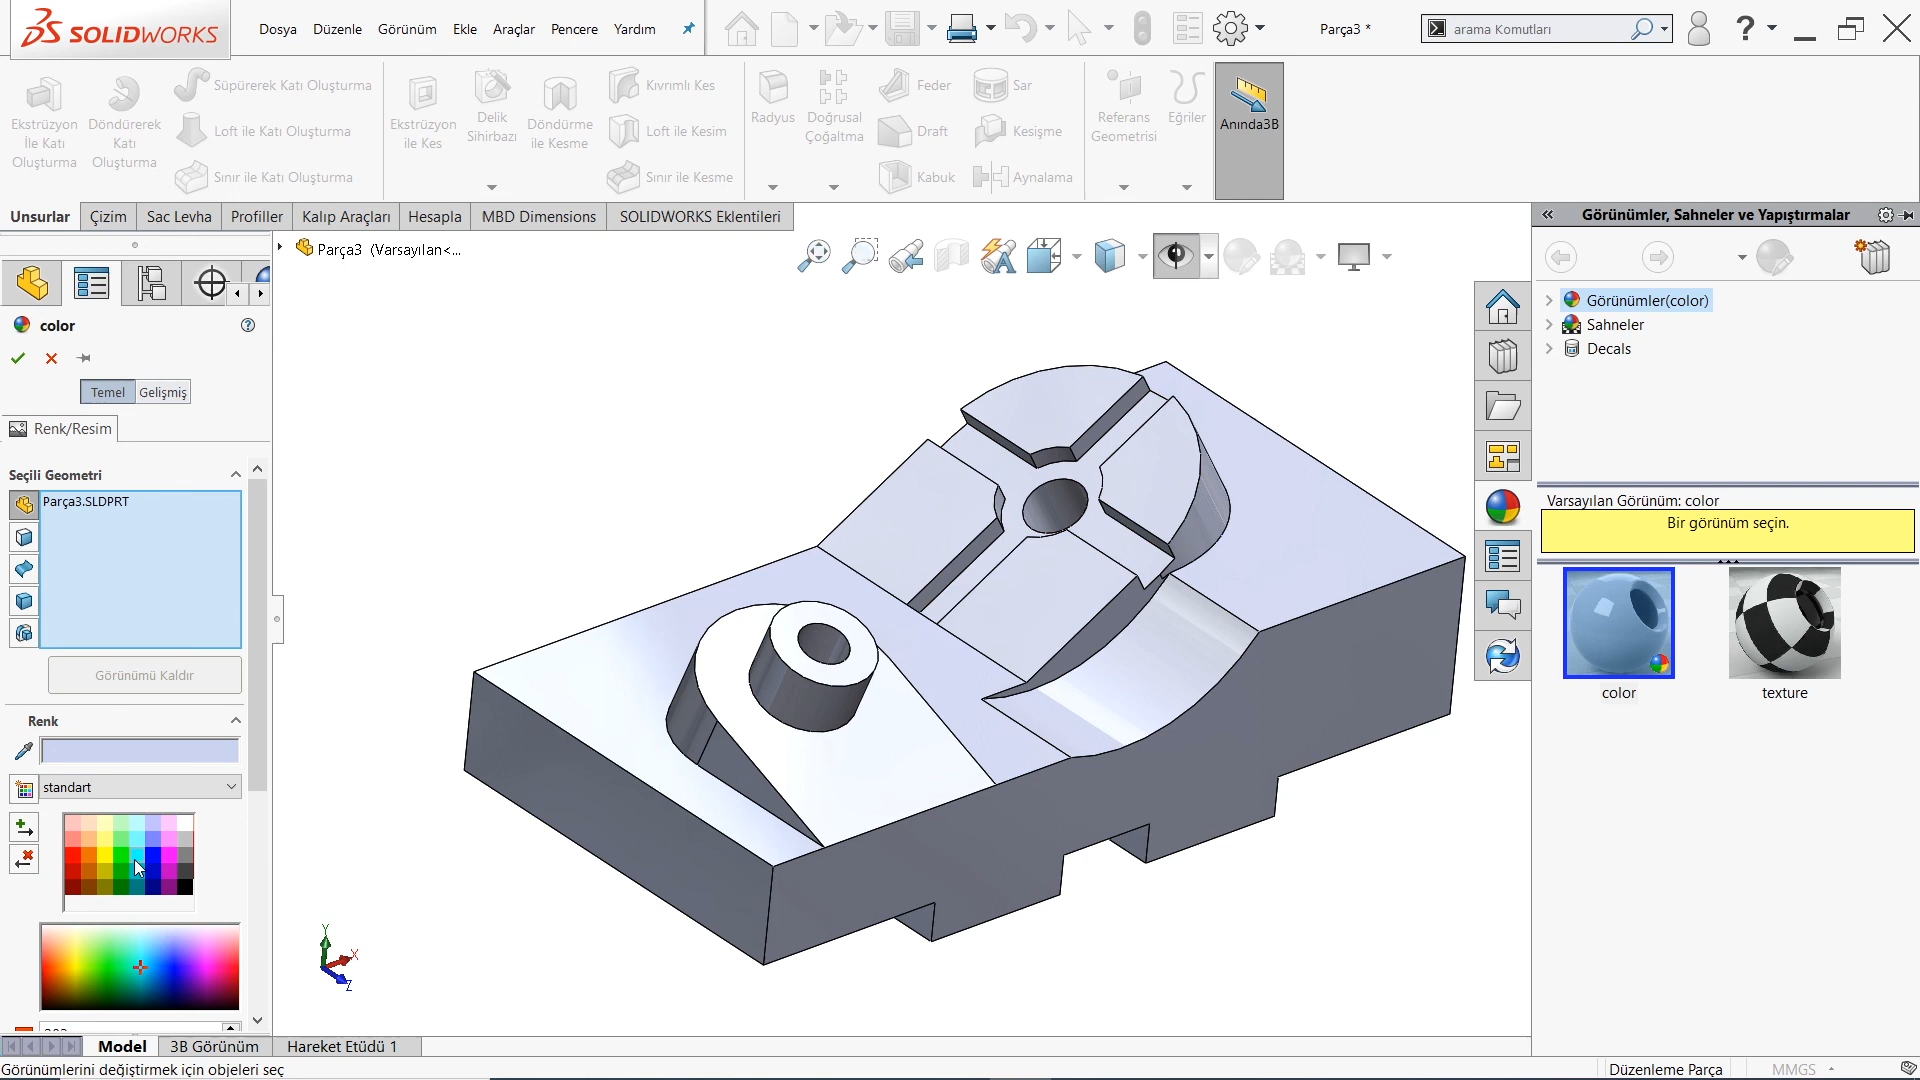 SOLIDWORKS
Dosya Düzenle Görünüm Ekle Araçlar Pencere Yardım
Parça3 *
arama Komutları
Ekstrüzyon İle Katı Oluşturma
Döndürerek Katı Oluşturma
Süpürerek Katı Oluşturma
Loft ile Katı Oluşturma
Sınır ile Katı Oluşturma
Ekstrüzyon ile Kes
Delik Sihirbazı
Döndürme ile Kesme
Kıvrımlı Kes
Loft ile Kesim
Sınır ile Kesme
Radyus
Doğrusal Çoğaltma
Feder
Draft
Kabuk
Sar
Kesişme
Aynalama
Referans Geometrisi
Eğriler
Anında3B
Unsurlar Çizim Sac Levha Profiller Kalıp Araçları Hesapla MBD Dimensions SOLIDWORKS Eklentileri
Parça3 (Varsayılan<...
color
Temel Gelişmiş
Renk/Resim
Seçili Geometri
Parça3.SLDPRT
Görünümü Kaldır
Renk
standart
Y
X
Z
Görünümler, Sahneler ve Yapıştırmalar
Görünümler(color)
Sahneler
Decals
Varsayılan Görünüm: color
Bir görünüm seçin.
color texture
Model 3B Görünüm Hareket Etüdü 1
Görünümlerini değiştirmek için objeleri seç
Düzenleme Parça MMGS